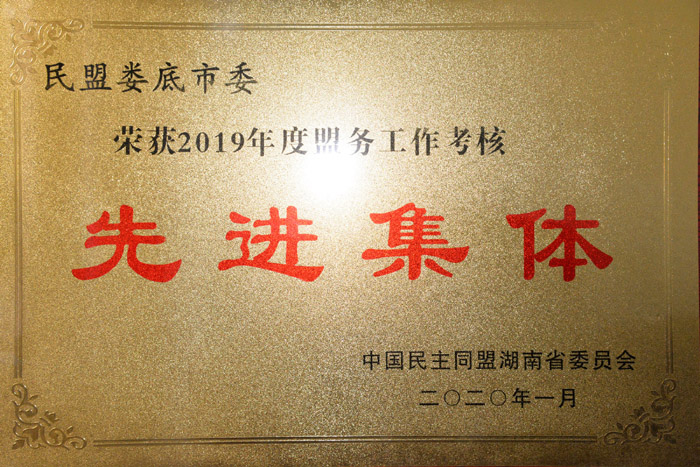 民盟娄底市委
荣获2019年度盟务工作考核
先进集体
中国民主同盟湖南省委员会
二〇二〇年一月